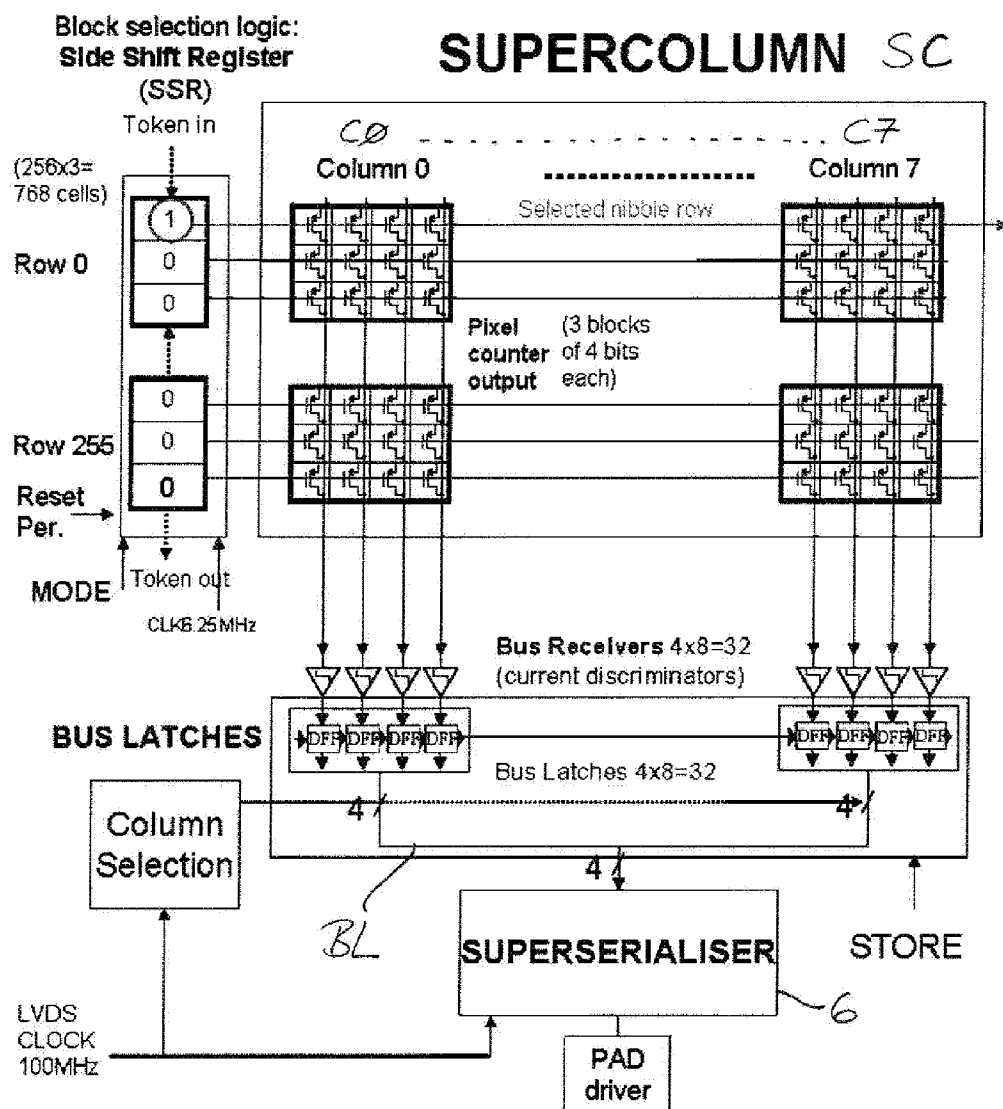 Block selection logic:
Side Shift Register
(SSR)
Token in
SUPERCOLUMN SC
(256x3=
768 cells)
C0 C7
Column 0
Column 7
Selected nibble row
1
Row 0
0
0
Pixel
counter
output
(3 blocks
of 4 bits
each)
0
Row 255
0
0
Reset
Per.
MODE
Token out
CLK6.25MHz
Bus Receivers 4x8=32
(current discriminators)
BUS LATCHES
DFF DFF DFF DFF
DFF DFF DFF DFF
Bus Latches 4x8=32
4
4
Column
Selection
4
BL
SUPERSERIALISER
STORE
6
LVDS
CLOCK
100MHz
PAD
driver